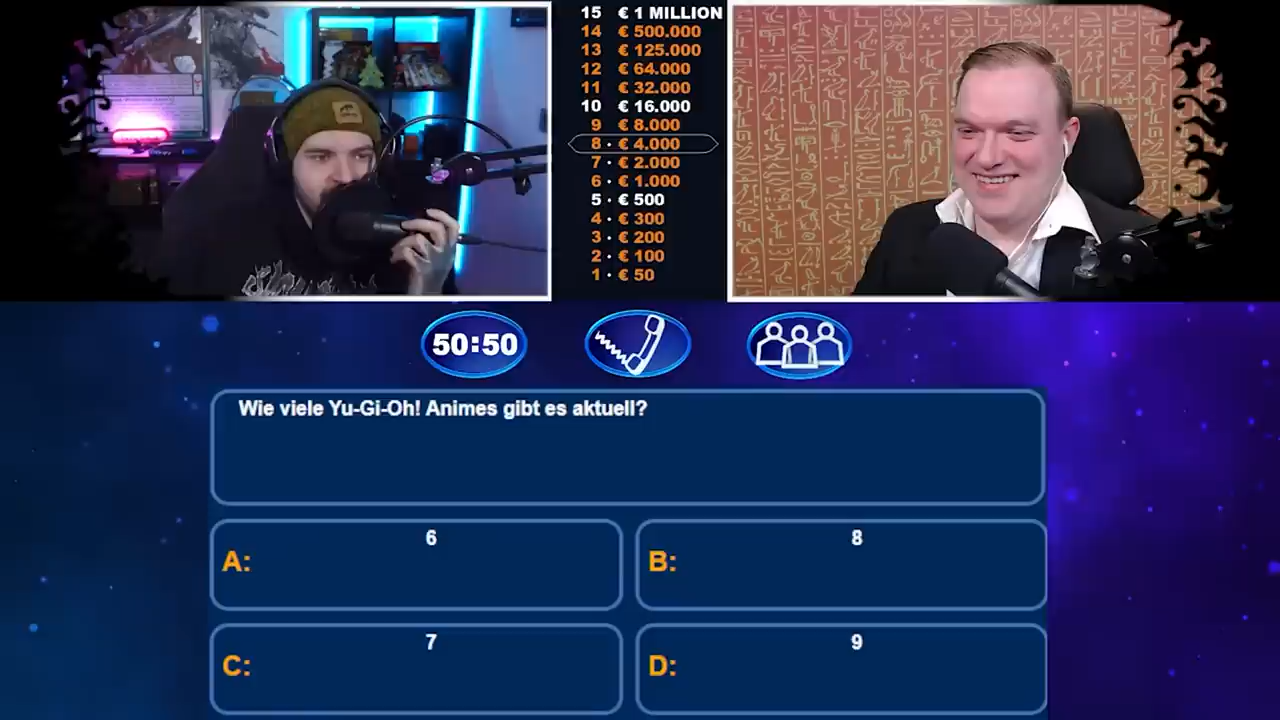 15 € 1 MILLION
14 € 500.000
13 € 125.000
12 € 64.000
11 € 32.000
10 € 16.000
9 € 8.000
8 · € 4.000
7 · € 2.000
6 · € 1.000
5 · € 500
4 · € 300
3 · € 200
2 · € 100
1 · € 50
50:50
Wie viele Yu-Gi-Oh! Animes gibt es aktuell?
A: 6
B: 8
C: 7
D: 9